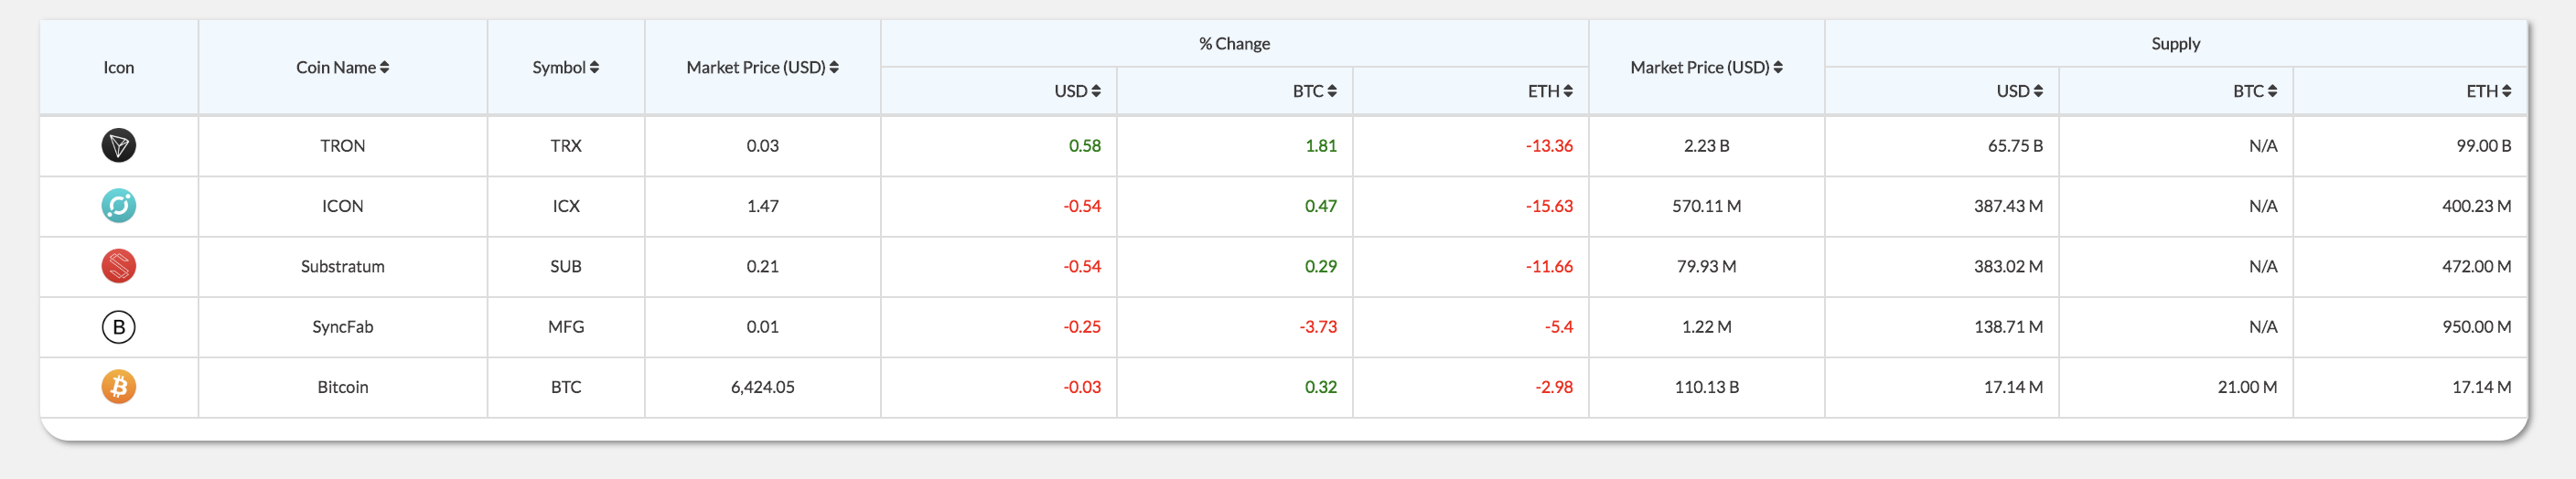 Icon Coin Name Symbol Market Price (USD) % Change Market Price (USD) Supply
USD BTC ETH USD BTC ETH
TRON TRX 0.03 0.58 1.81 -13.36 2.23 B 65.75 B N/A 99.00 B
ICON ICX 1.47 -0.54 0.47 -15.63 570.11 M 387.43 M N/A 400.23 M
Substratum SUB 0.21 -0.54 0.29 -11.66 79.93 M 383.02 M N/A 472.00 M
B SyncFab MFG 0.01 -0.25 -3.73 -5.4 1.22 M 138.71 M N/A 950.00 M
Bitcoin BTC 6,424.05 -0.03 0.32 -2.98 110.13 B 17.14 M 21.00 M 17.14 M